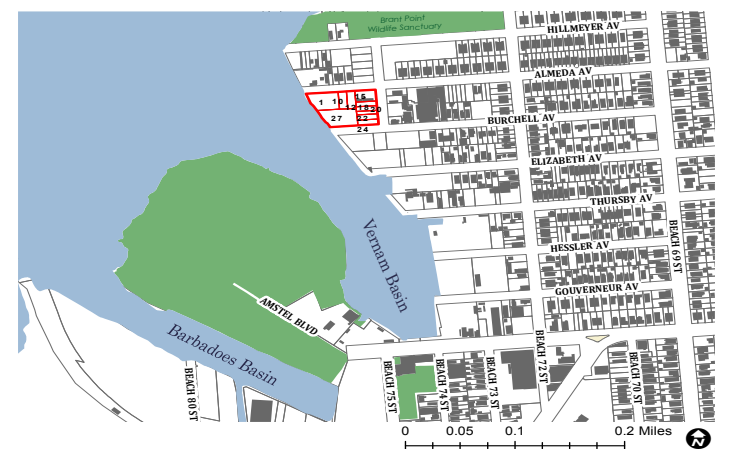 Brant Point
Wildlife Sanctuary
HILLMEYER AV
ALMEDA AV
1 10 15
12 18 20
27 22
24
BURCHELL AV
ELIZABETH AV
THURSBY AV
HESSLER AV
GOUVERNEUR AV
BEACH 69 ST
Vernam Basin
AMSTEL BLVD
Barbadoes Basin
BEACH 80 ST
BEACH 75 ST
BEACH 74 ST
BEACH 73 ST
BEACH 72 ST
BEACH 70 ST
0 0.05 0.1 0.2 Miles
N